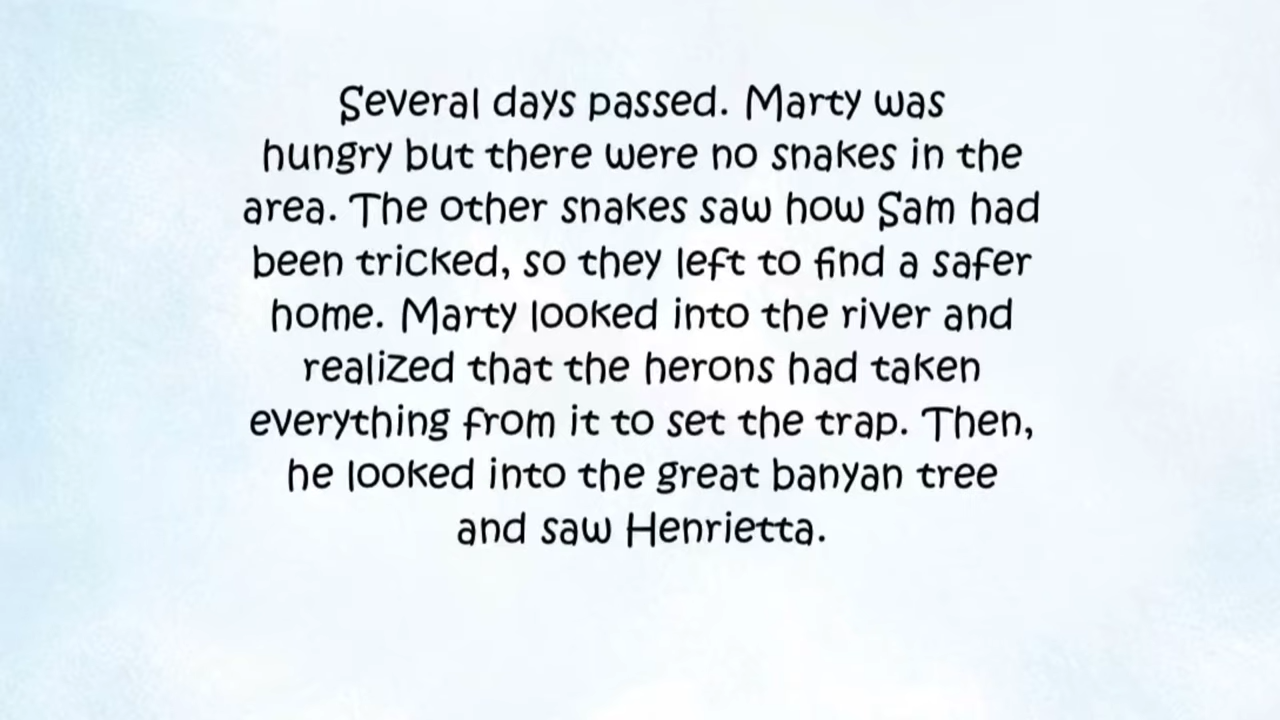 Several days passed. Marty was
hungry but there were no snakes in the
area. The other snakes saw how Sam had
been tricked, so they left to find a safer
home. Marty looked into the river and
realized that the herons had taken
everything from it to set the trap. Then,
he looked into the great banyan tree
and saw Henrietta.